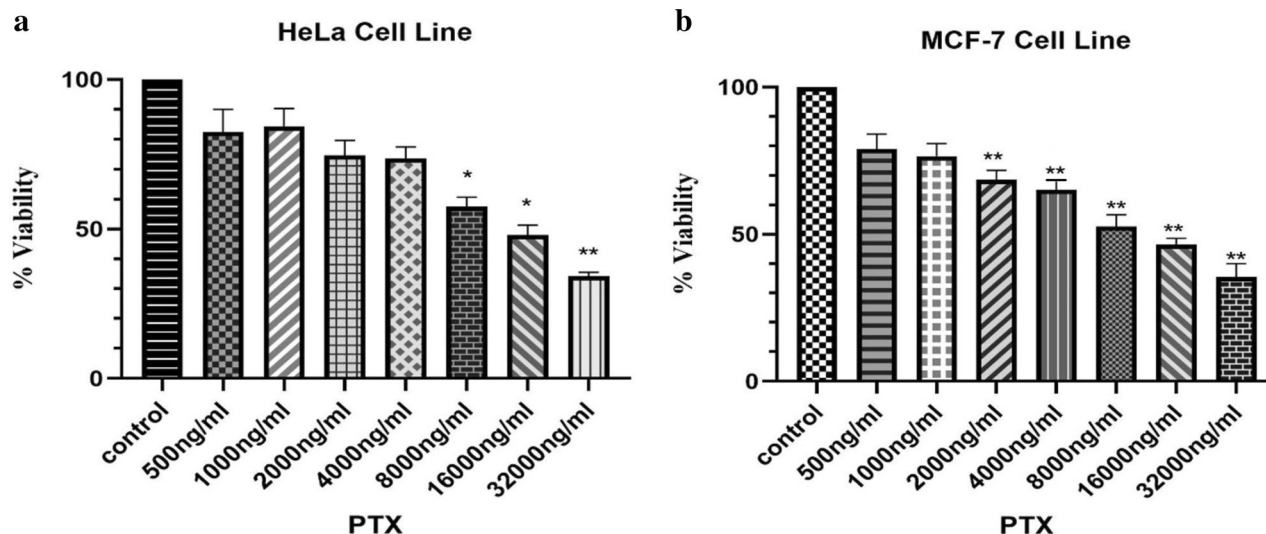 a
HeLa Cell Line
100
50
0
% Viability
*
*
**
control
500ng/ml
1000ng/ml
2000ng/ml
4000ng/ml
8000ng/ml
16000ng/ml
32000ng/ml
PTX
b
MCF-7 Cell Line
100
50
0
% Viability
**
**
**
**
**
control
500ng/ml
1000ng/ml
2000ng/ml
4000ng/ml
8000ng/ml
16000ng/ml
32000ng/ml
PTX